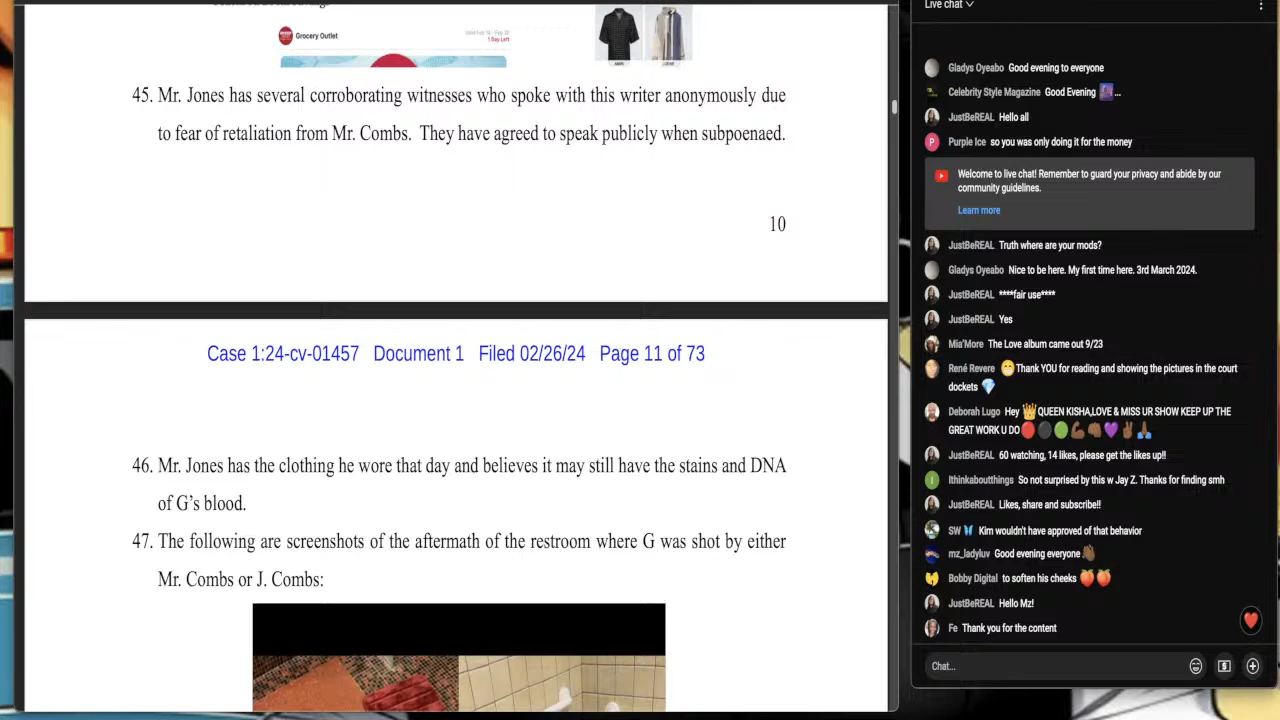 Grocery Outlet
Valid Feb 14 - Feb 20
1 Day Left
45. Mr. Jones has several corroborating witnesses who spoke with this writer anonymously due
to fear of retaliation from Mr. Combs. They have agreed to speak publicly when subpoenaed.
10
Case 1:24-cv-01457 Document 1 Filed 02/26/24 Page 11 of 73
46. Mr. Jones has the clothing he wore that day and believes it may still have the stains and DNA
of G’s blood.
47. The following are screenshots of the aftermath of the restroom where G was shot by either
Mr. Combs or J. Combs:
Live chat
Gladys Oyeabo Good evening to everyone
Celebrity Style Magazine Good Evening ...
JustBeREAL Hello all
P Purple Ice so you was only doing it for the money
Welcome to live chat! Remember to guard your privacy and abide by our
community guidelines.
Learn more
JustBeREAL Truth where are your mods?
Gladys Oyeabo Nice to be here. My first time here. 3rd March 2024.
JustBeREAL ****fair use****
JustBeREAL Yes
Mia'More The Love album came out 9/23
René Revere Thank YOU for reading and showing the pictures in the court
dockets
Deborah Lugo Hey QUEEN KISHA,LOVE & MISS UR SHOW KEEP UP THE
GREAT WORK U DO
JustBeREAL 60 watching, 14 likes, please get the likes up!!
I Ithinkaboutthings So not surprised by this w Jay Z. Thanks for finding smh
JustBeREAL Likes, share and subscribe!!
SW Kim wouldn't have approved of that behavior
mz_ladyluv Good evening everyone
Bobby Digital to soften his cheeks
JustBeREAL Hello Mz!
Fe Thank you for the content
Chat...